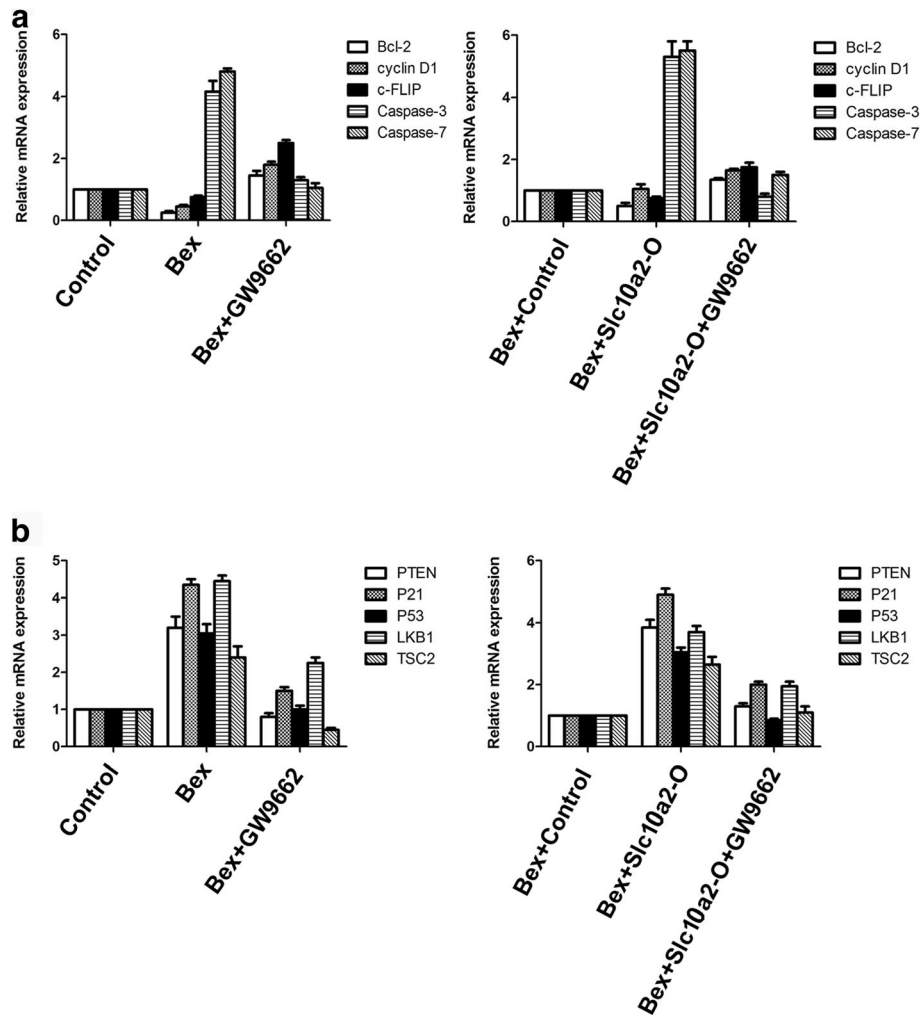 a
Relative mRNA expression
6
4
2
0
Control
Bex
Bex+GW9662
Bcl-2
cyclin D1
c-FLIP
Caspase-3
Caspase-7
Relative mRNA expression
6
4
2
0
Bex+Control
Bex+Slc10a2-O
Bex+Slc10a2-O+GW9662
Bcl-2
cyclin D1
c-FLIP
Caspase-3
Caspase-7
b
Relative mRNA expression
5
4
3
2
1
0
Control
Bex
Bex+GW9662
PTEN
P21
P53
LKB1
TSC2
Relative mRNA expression
6
4
2
0
Bex+Control
Bex+Slc10a2-O
Bex+Slc10a2-O+GW9662
PTEN
P21
P53
LKB1
TSC2